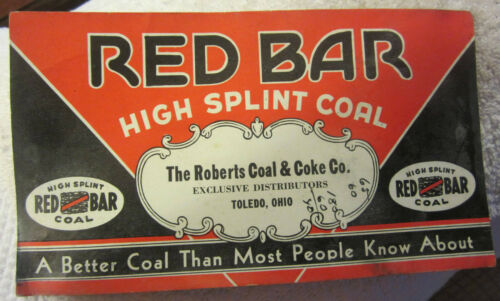 RED BAR
HIGH SPLINT COAL
The Roberts Coal & Coke Co.
EXCLUSIVE DISTRIBUTORS
TOLEDO, OHIO
HIGH SPLINT
RED BAR
COAL
HIGH SPLINT
RED BAR
COAL
A Better Coal Than Most People Know About